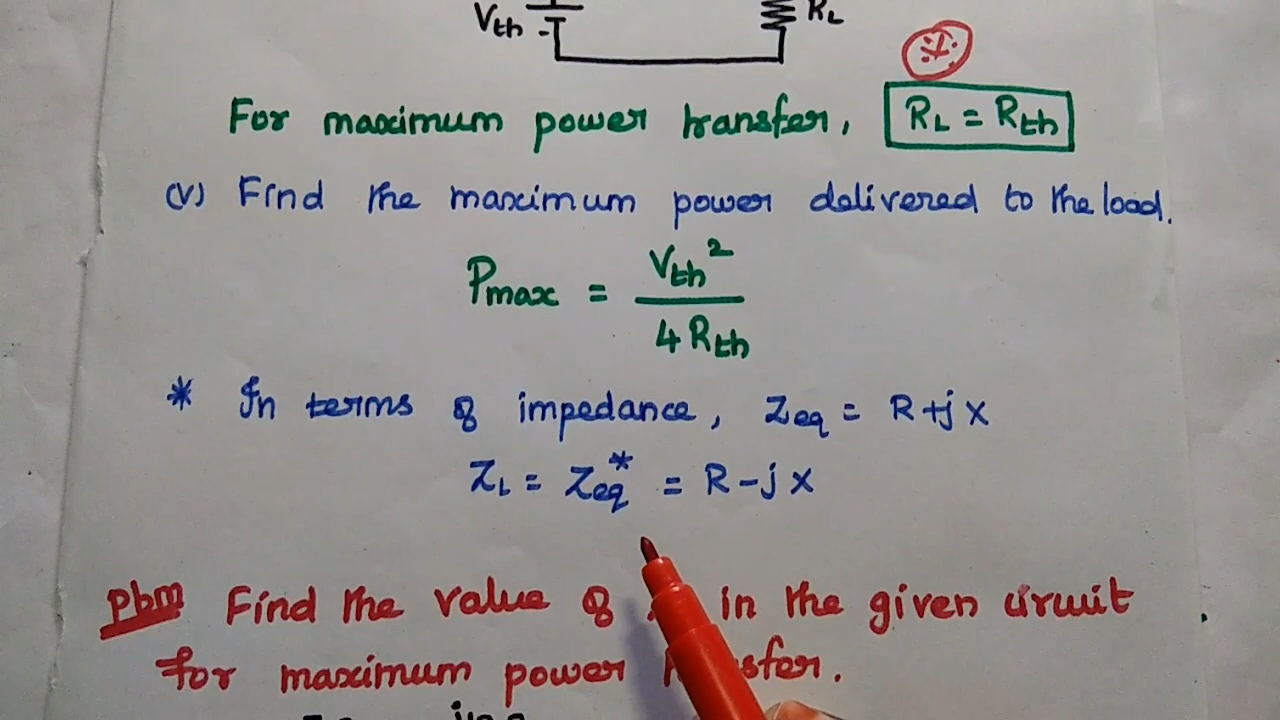 Vth - RL
For maximum power transfer, RL = Rth
(V) Find the maximum power delivered to the load.
Pmax = Vth² / 4Rth
* In terms of impedance, Zeq = R+jX
ZL = Zeq* = R-jX
Pbm Find the value of in the given circuit
for maximum power transfer.